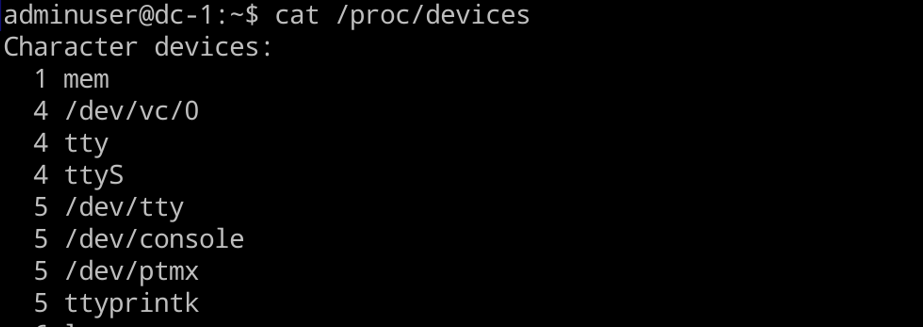 adminuser@dc-1:~$ cat /proc/devices
Character devices:
  1 mem
  4 /dev/vc/0
  4 tty
  4 ttyS
  5 /dev/tty
  5 /dev/console
  5 /dev/ptmx
  5 ttyprintk